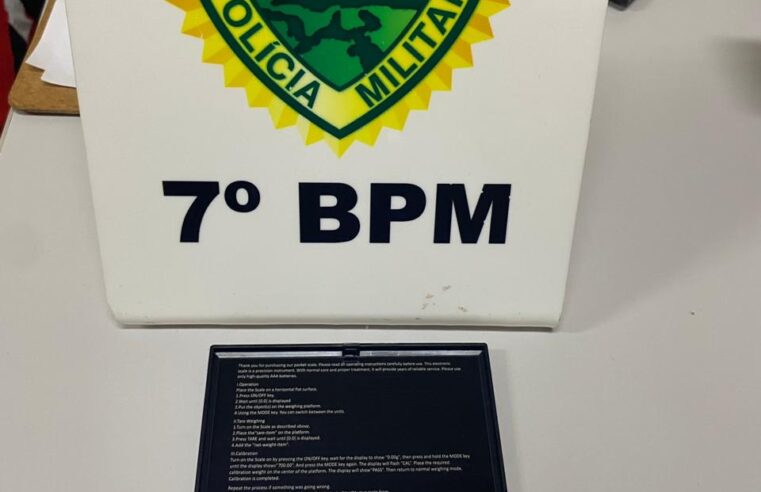 POLÍCIA MILITAR
7º BPM
Thank you for purchasing our pocket scale. Please read all operating instructions carefully before use. This electronic
scale is a precision instrument. With normal care and proper treatment, it will provide years of reliable service. Please use
only high-quality AAA batteries.
I.Operation
Place the Scale on a horizontal flat surface.
1.Press ON/OFF key.
2.Wait until (0.0) is displayed
3.Put the object(s) on the weighing platform.
4.Using the MODE key. You can switch between the units.
II.Tare Weighing
1.Turn on the Scale as described above.
2.Place the "tare-item" on the platform.
3.Press TARE and wait until (0.0) is displayed.
4.Add the "net-weight-item".
III.Calibration
Turn on the Scale on by pressing the ON/OFF key, wait for the display to show "0.00g", then press and hold the MODE key
until the display shows"700.00". And press the MODE key again. The display will flash "CAL" Place the required
calibration weight on the center of the platform. The display will show"PASS". Then return to normal weighing mode,
Calibration is completed.
Repeat the process if something was going wrong.